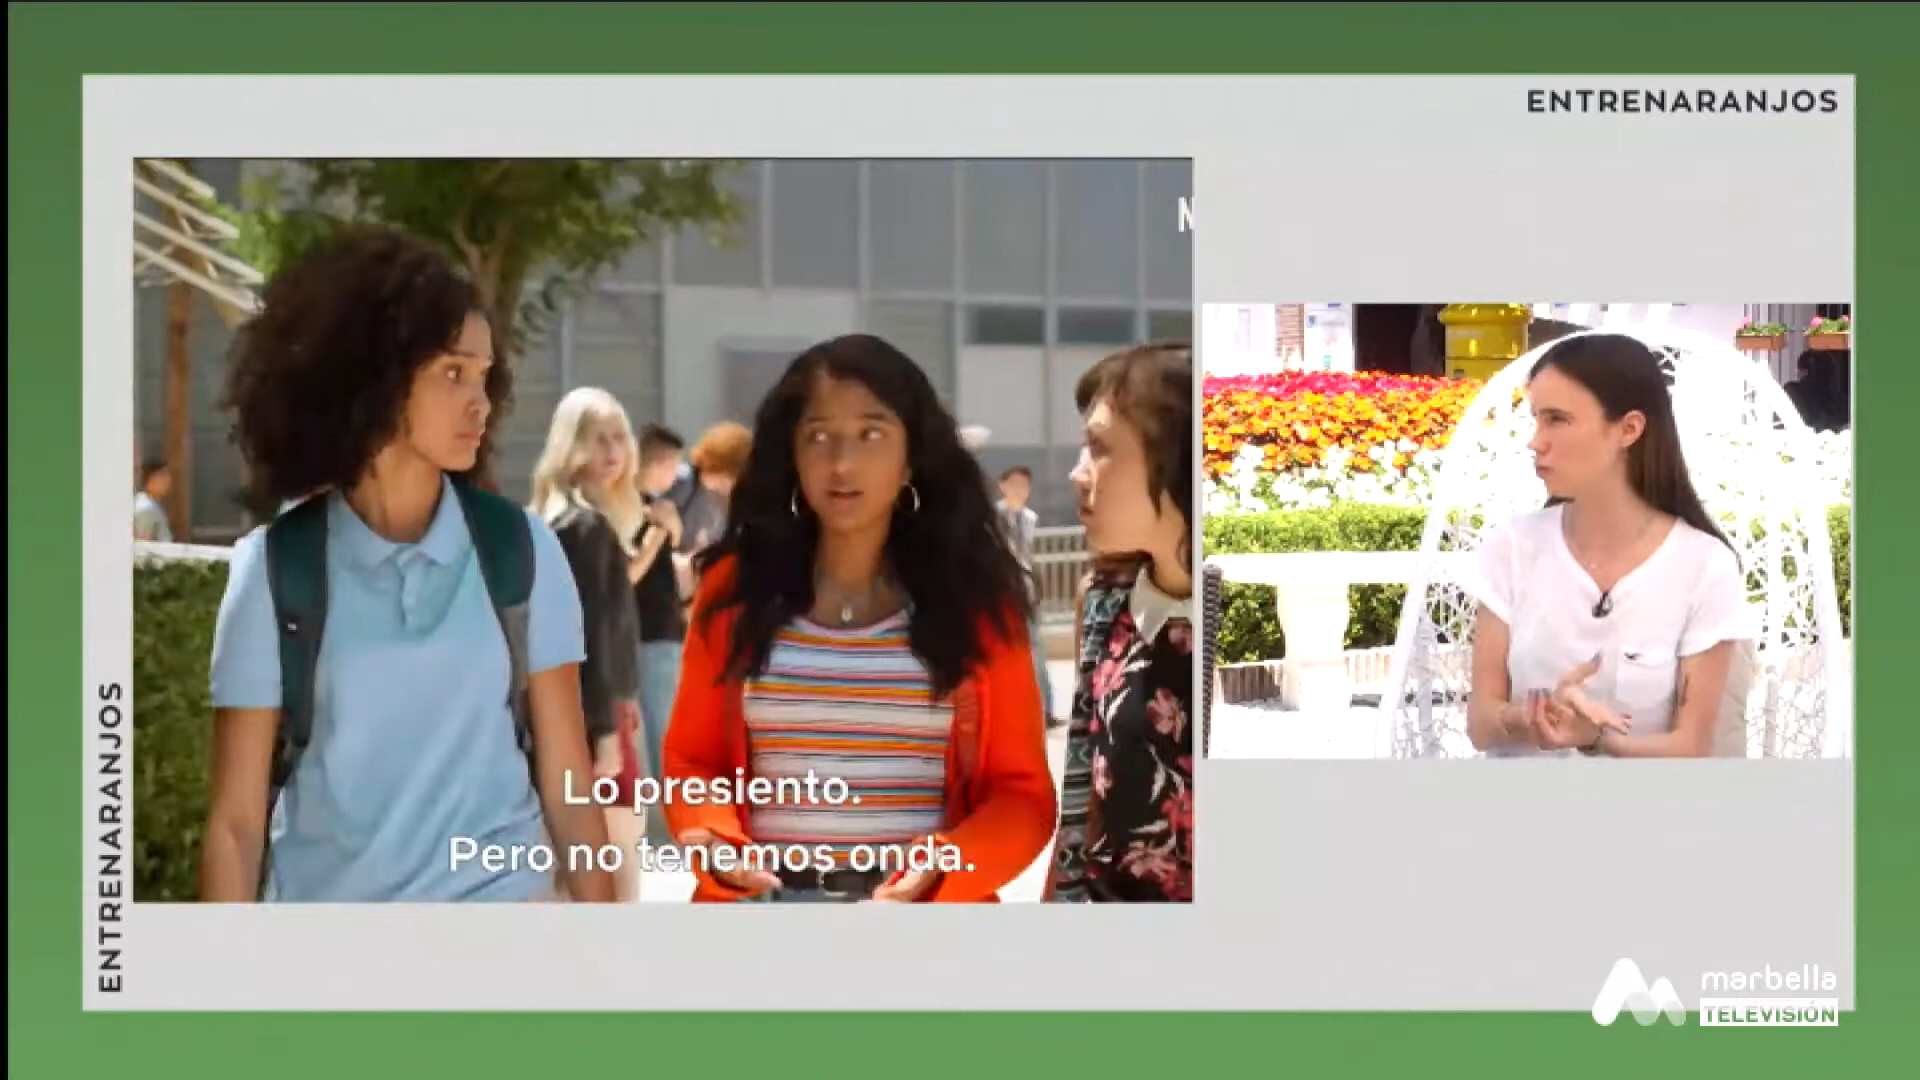 ENTRENARANJOS
N
Lo presiento.
Pero no tenemos onda.
ENTRENARANJOS
marbella
TELEVISIÓN